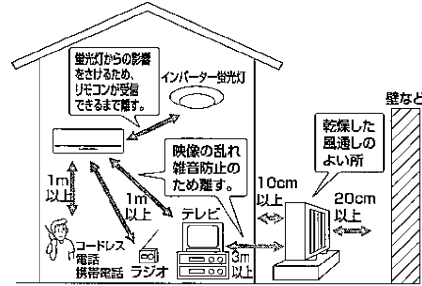 蛍光灯からの影響
をさけるため、
リモコンが受信
できるまで離す。
インバーター蛍光灯
壁など
乾燥した
風通しの
よい所
映像の乱れ
雑音防止の
ため離す。
1m
以上
1m
以上
テレビ
10cm
以上
20cm
以上
コードレス
電話
携帯電話
ラジオ
3m
以上